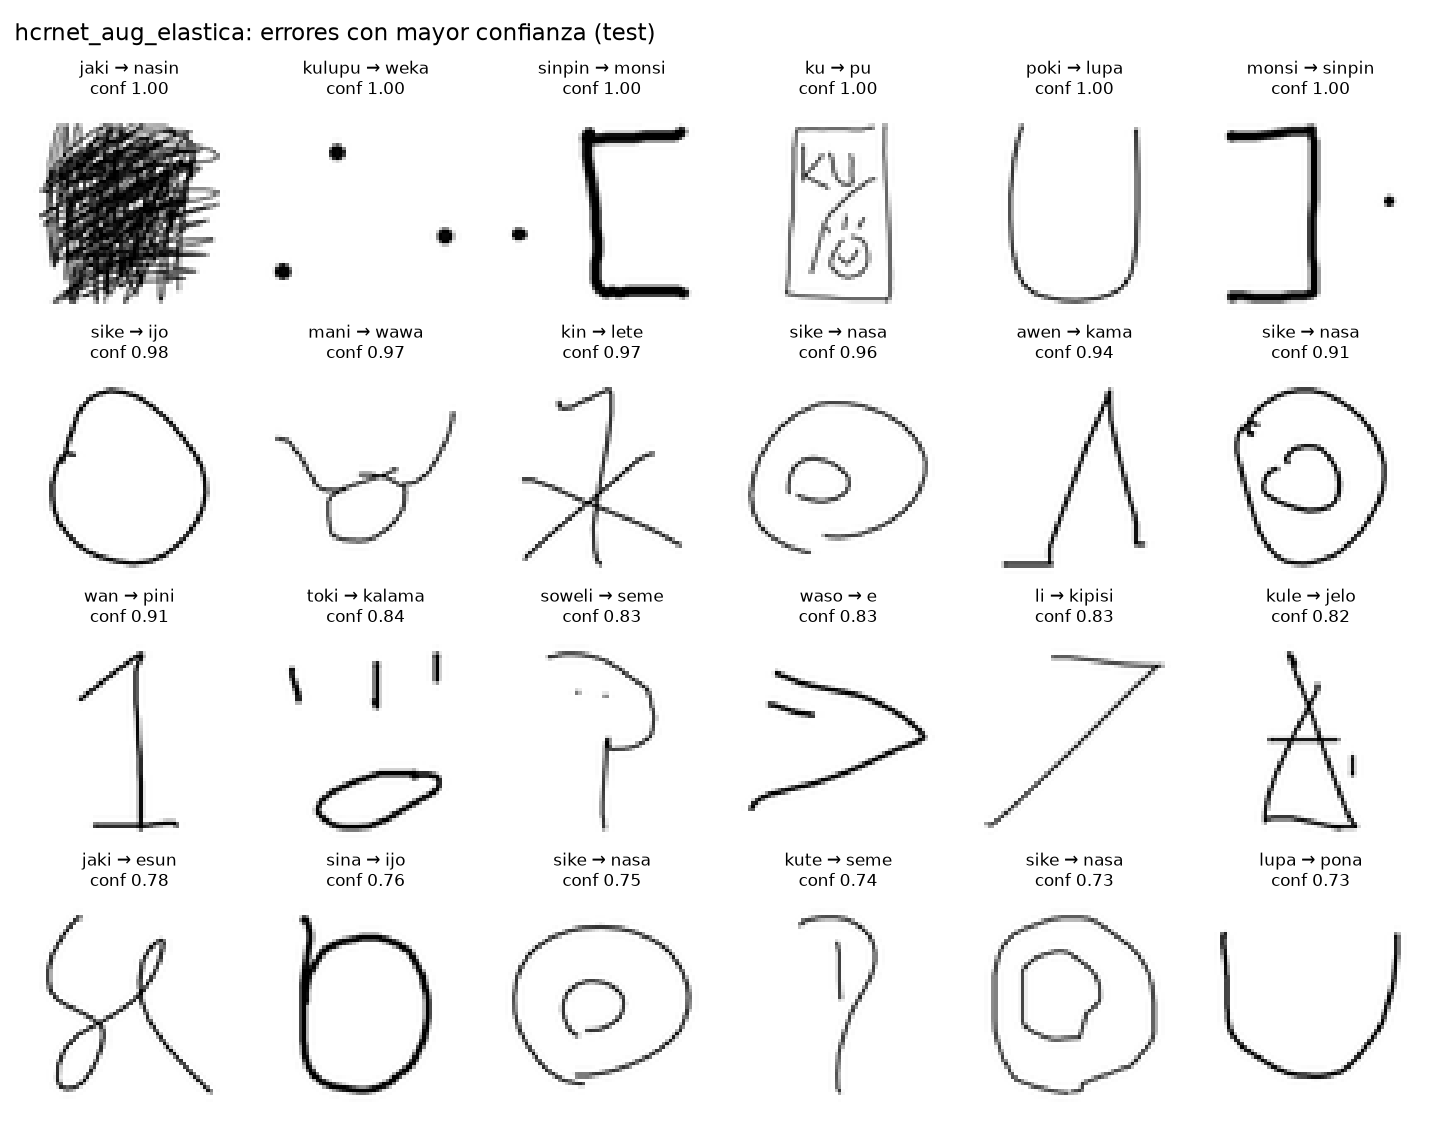 hcrnet_aug_elastica: errores con mayor confianza (test)
jaki → nasin
conf 1.00
kulupu → weka
conf 1.00
sinpin → monsi
conf 1.00
ku → pu
conf 1.00
poki → lupa
conf 1.00
monsi → sinpin
conf 1.00
KU
sike → ijo
conf 0.98
mani → wawa
conf 0.97
kin → lete
conf 0.97
sike → nasa
conf 0.96
awen → kama
conf 0.94
sike → nasa
conf 0.91
wan → pini
conf 0.91
toki → kalama
conf 0.84
soweli → seme
conf 0.83
waso → e
conf 0.83
li → kipisi
conf 0.83
kule → jelo
conf 0.82
jaki → esun
conf 0.78
sina → ijo
conf 0.76
sike → nasa
conf 0.75
kute → seme
conf 0.74
sike → nasa
conf 0.73
lupa → pona
conf 0.73